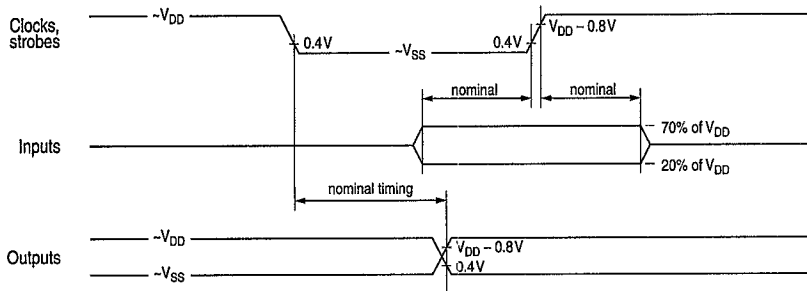 Clocks, strobes
~VDD
0.4V
~VSS
0.4V
VDD – 0.8V
nominal
nominal
Inputs
70% of VDD
20% of VDD
nominal timing
Outputs
~VDD
~VSS
VDD – 0.8V
0.4V